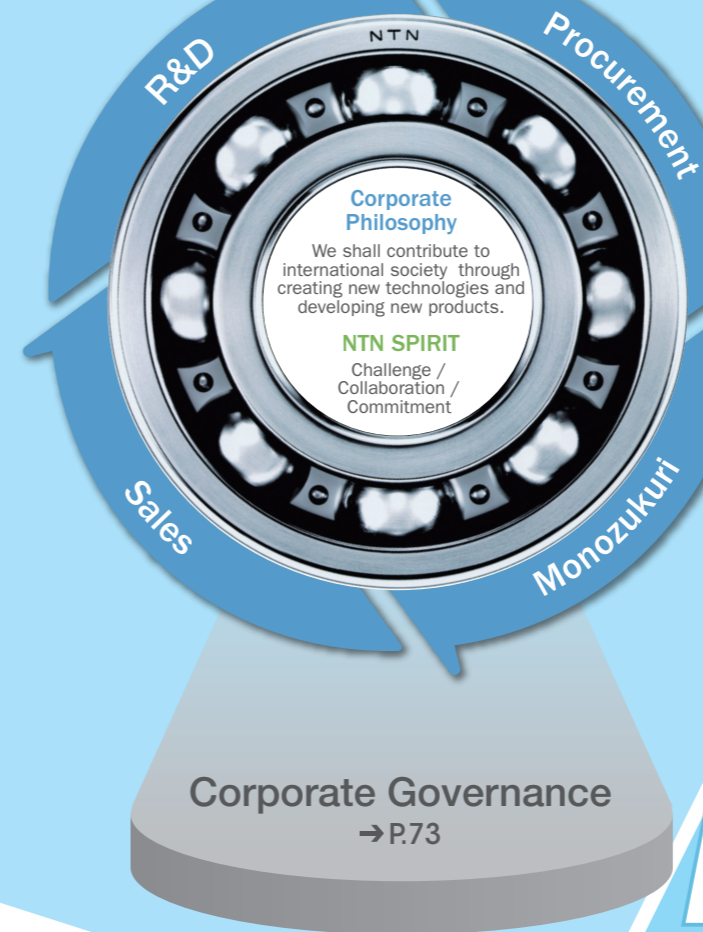 NTN
R&D
Procurement
Corporate
Philosophy
We shall contribute to
international society through
creating new technologies and
developing new products.
NTN SPIRIT
Challenge /
Collaboration /
Commitment
Sales
Monozukuri
Corporate Governance
➔ P.73